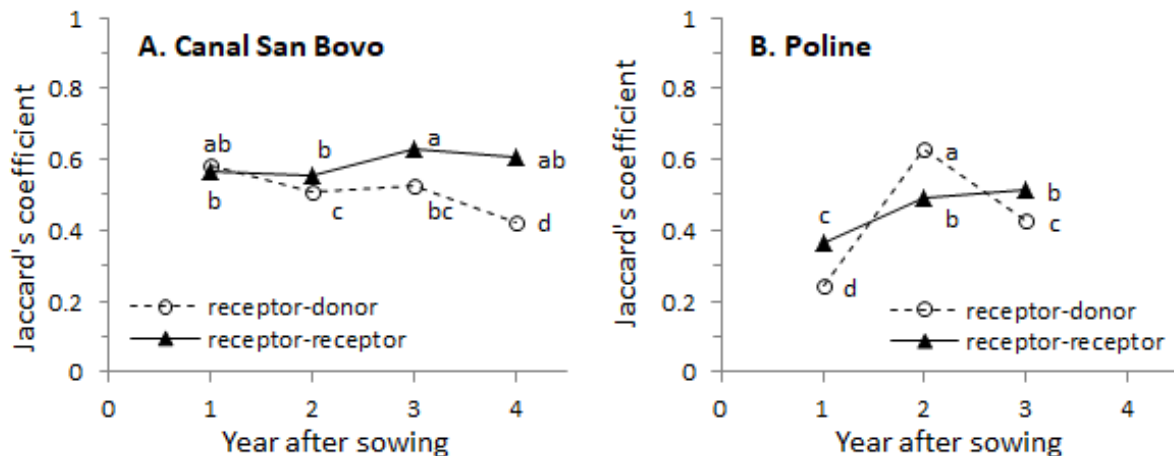 A. Canal San Bovo
Jaccard's coefficient
1
0.8
0.6
0.4
0.2
0
ab
b
b
c
a
bc
ab
d
receptor-donor
receptor-receptor
0
1
2
3
4
Year after sowing
B. Poline
Jaccard's coefficient
1
0.8
0.6
0.4
0.2
0
c
d
a
b
b
c
receptor-donor
receptor-receptor
0
1
2
3
4
Year after sowing